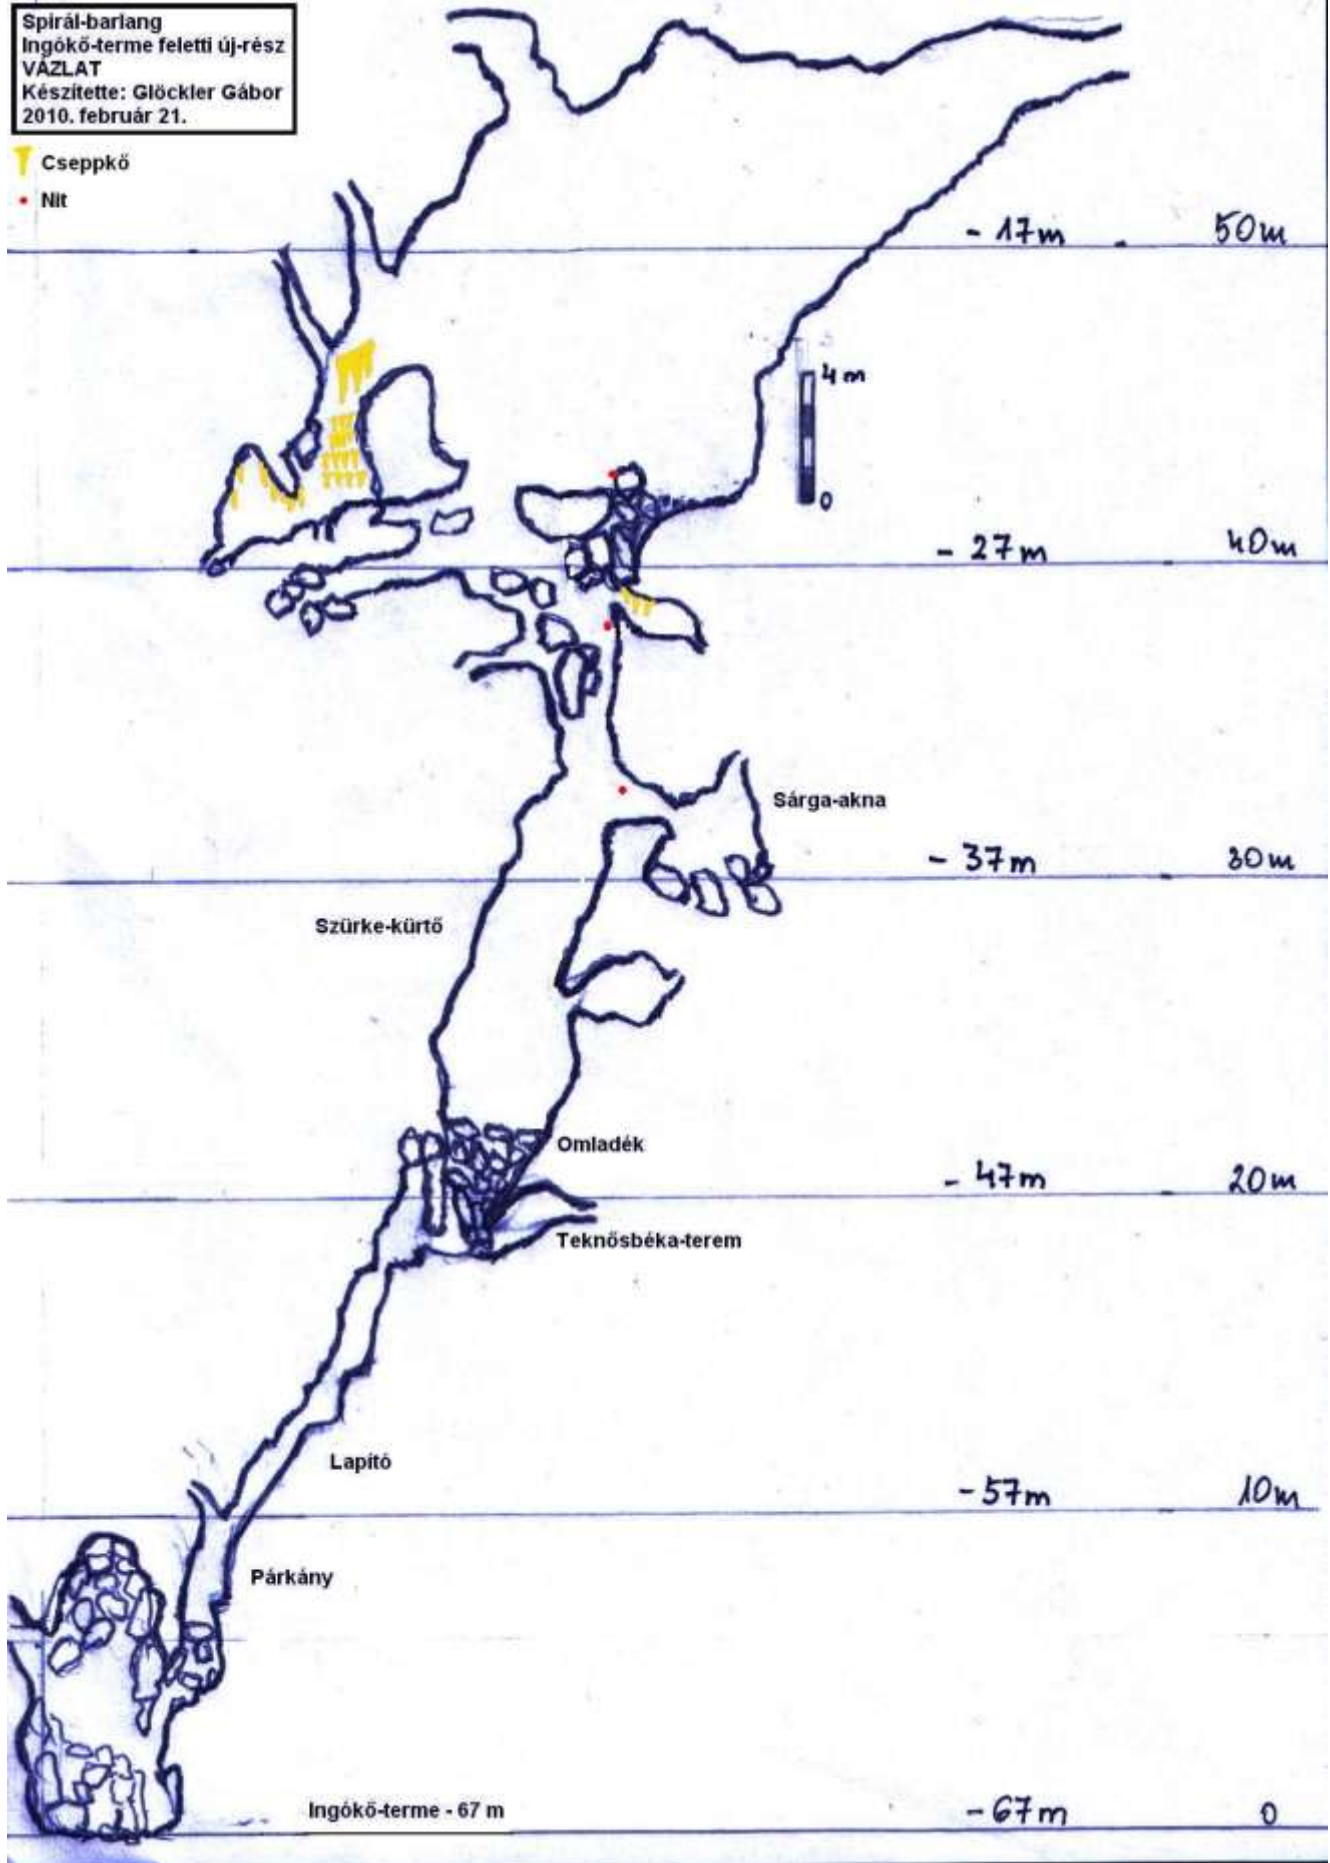 Spirál-barlang
Ingókő-terme feletti új-rész
VÁZLAT
Készítette: Glöckler Gábor
2010. február 21.
Cseppkő
Nit
- 17m 50m
4 m
0
- 27m 40m
Sárga-akna
- 37m 30m
Szürke-kürtő
Omladék
- 47m 20m
Teknősbéka-terem
Lapító
- 57m 10m
Párkány
Ingókő-terme - 67 m
- 67m 0